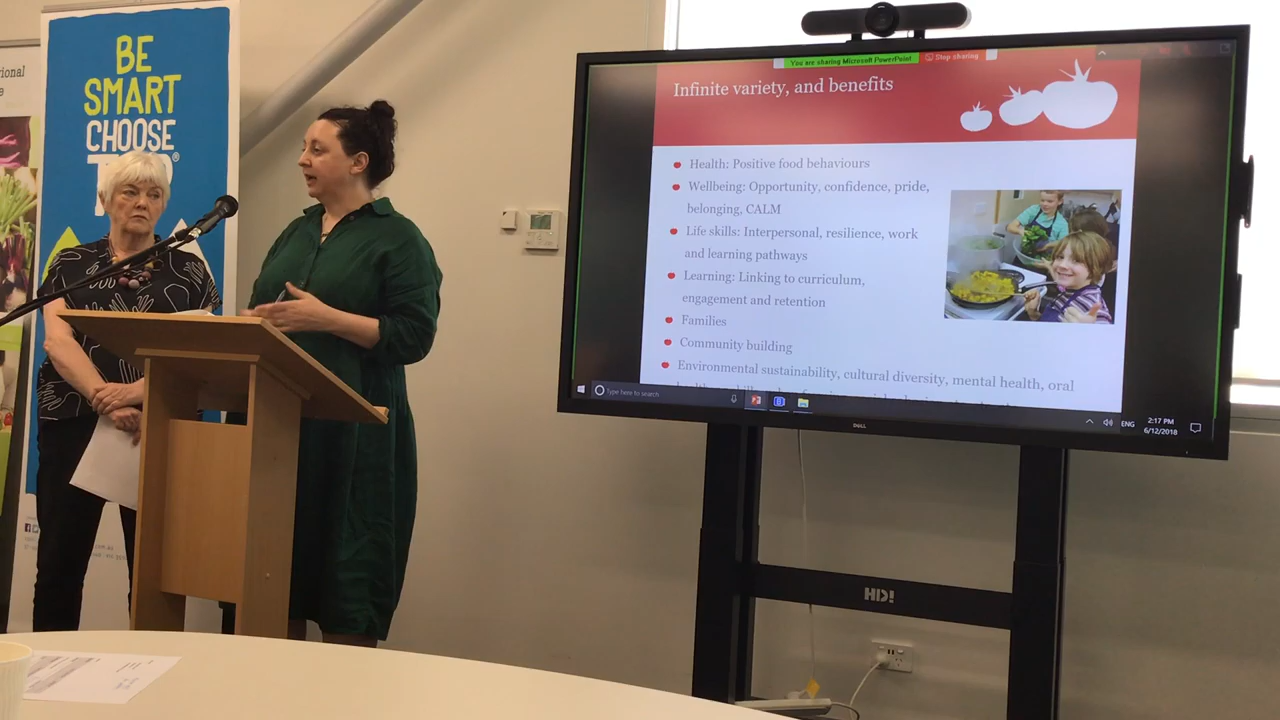 BE
SMART
CHOOSE
You are sharing Microsoft PowerPoint
Stop sharing
Infinite variety, and benefits
Health: Positive food behaviours
Wellbeing: Opportunity, confidence, pride,
belonging, CALM
Life skills: Interpersonal, resilience, work
and learning pathways
Learning: Linking to curriculum,
engagement and retention
Families
Community building
Environmental sustainability, cultural diversity, mental health, oral
Type here to search
ENG
2:17 PM
6/12/2018
DELL
HD!